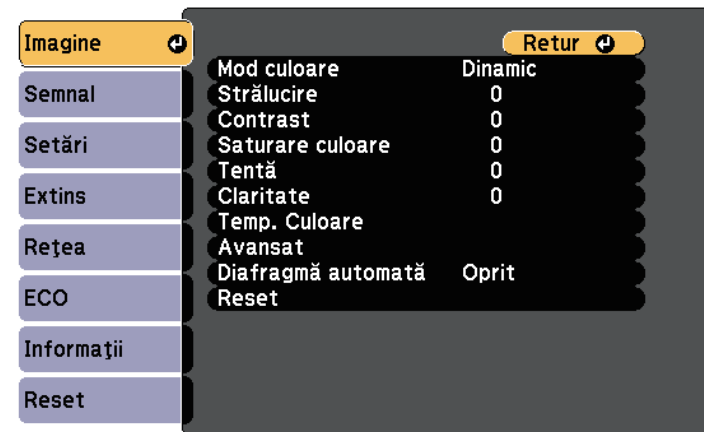 Imagine
Semnal
Setări
Extins
Reţea
ECO
Informaţii
Reset
Retur
Mod culoare Dinamic
Strălucire 0
Contrast 0
Saturare culoare 0
Tentă 0
Claritate 0
Temp. Culoare
Avansat
Diafragmă automată Oprit
Reset